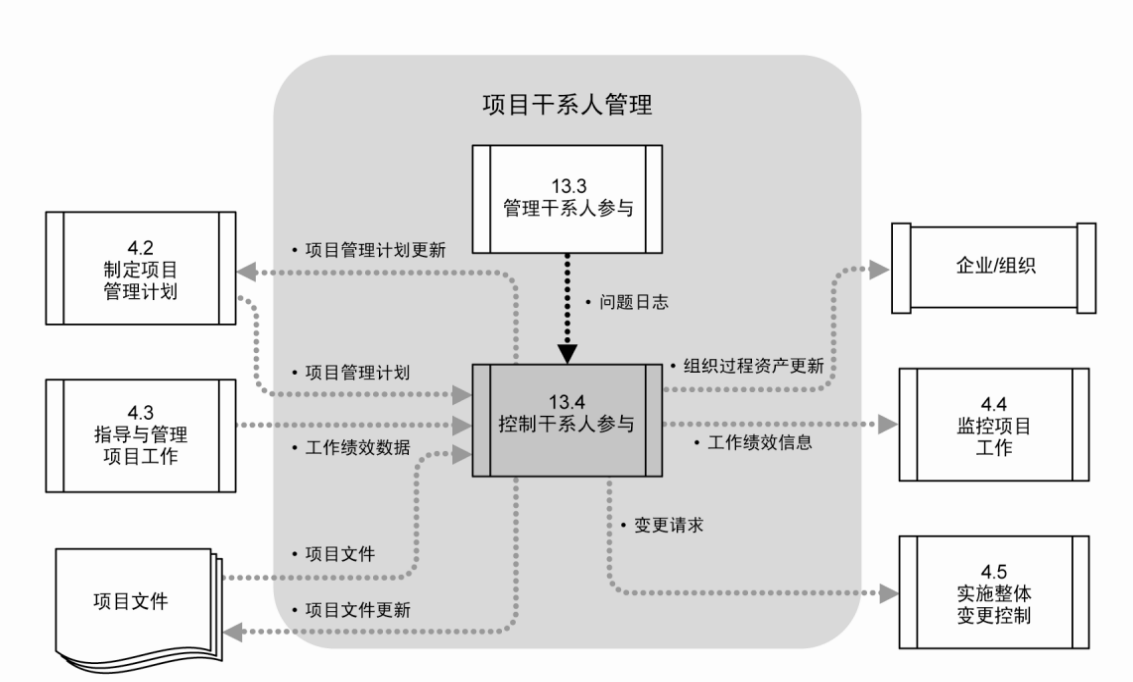 项目干系人管理
13.3
管理干系人参与
4.2
制定项目
管理计划
• 项目管理计划更新
企业/组织
• 问题日志
• 项目管理计划
• 组织过程资产更新
4.3
指导与管理
项目工作
13.4
控制干系人参与
4.4
监控项目
工作
• 工作绩效数据
• 工作绩效信息
• 变更请求
• 项目文件
项目文件
• 项目文件更新
4.5
实施整体
变更控制